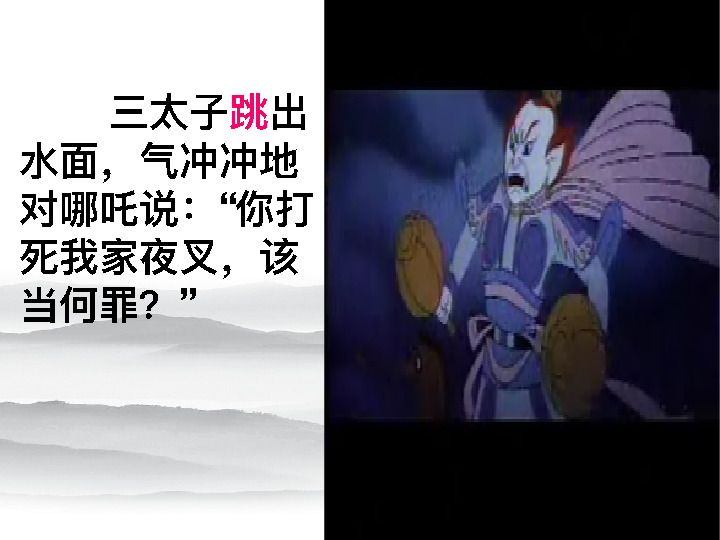 三太子跳出
水面，气冲冲地
对哪吒说：“你打
死我家夜叉，该
当何罪？”